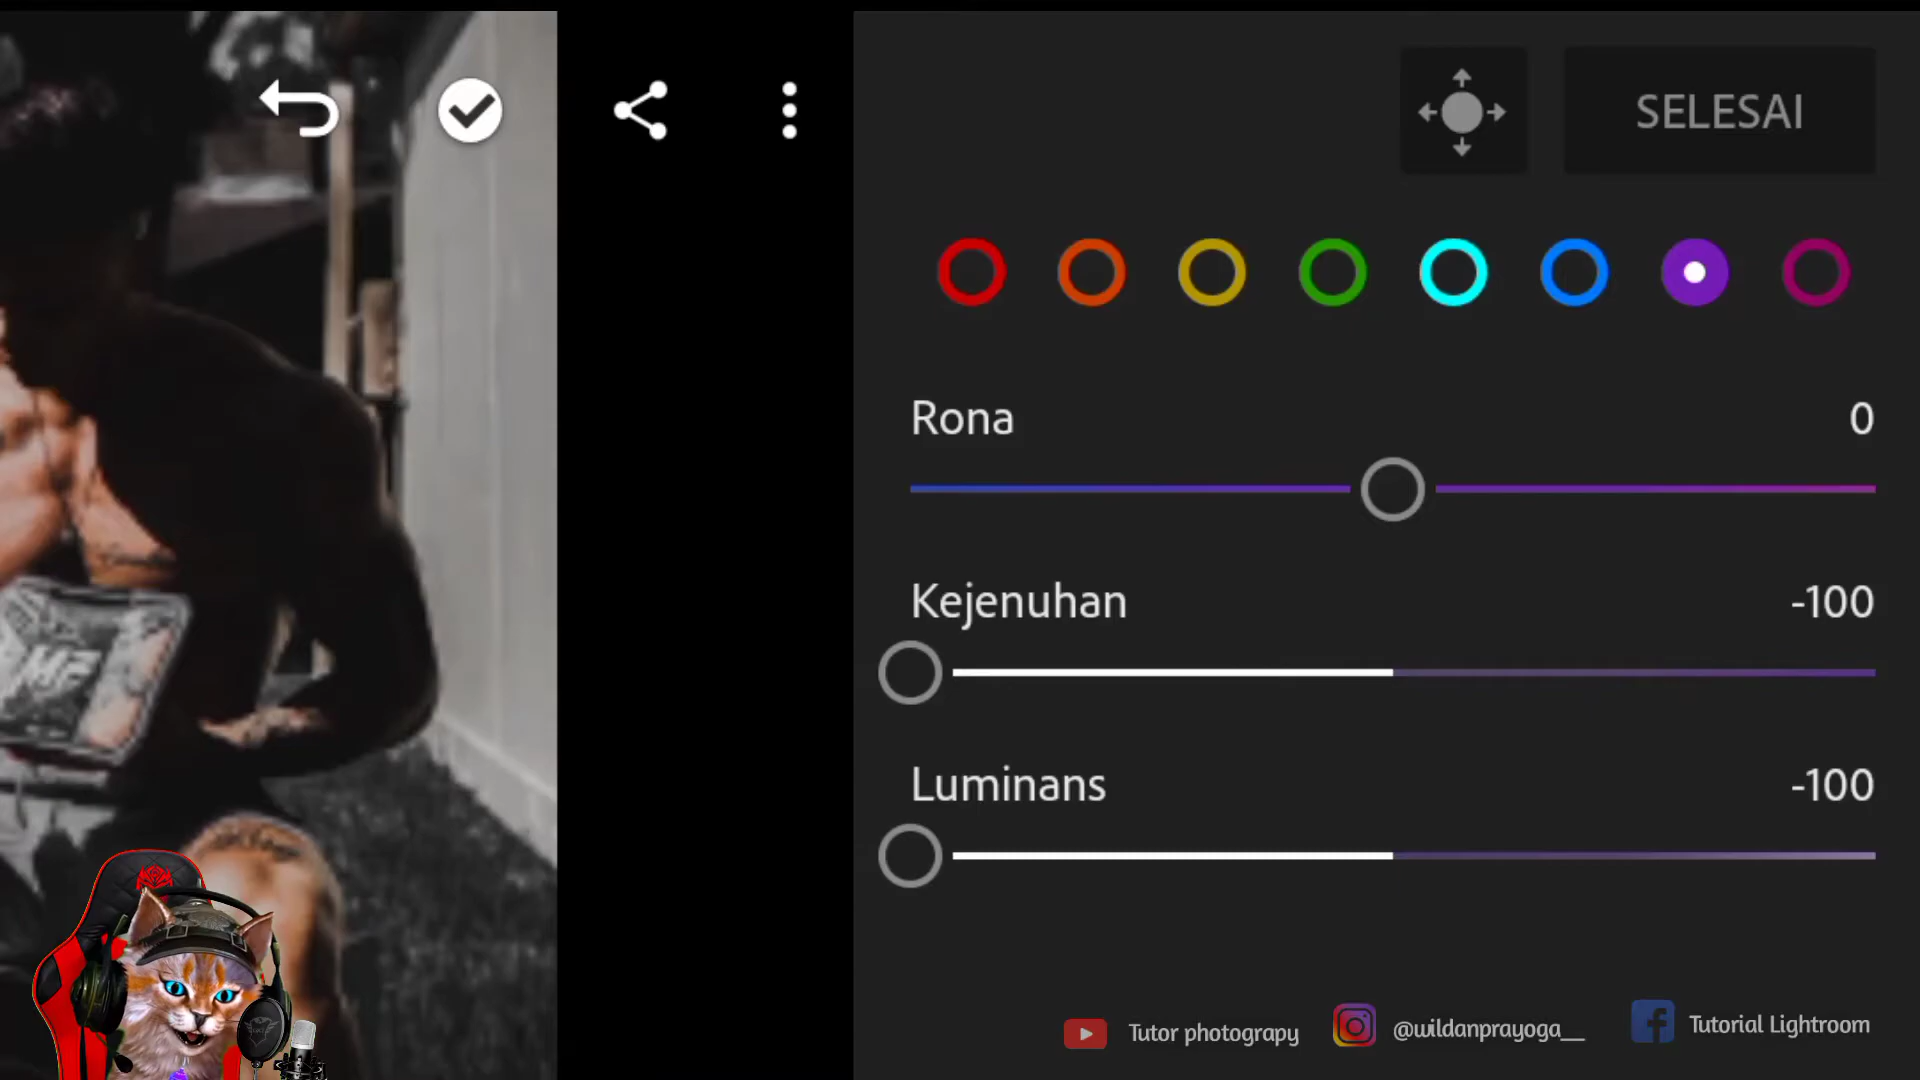 SELESAI
Rona 0
Kejenuhan -100
Luminans -100
Tutor photograpy @wildanprayoga__ Tutorial Lightroom